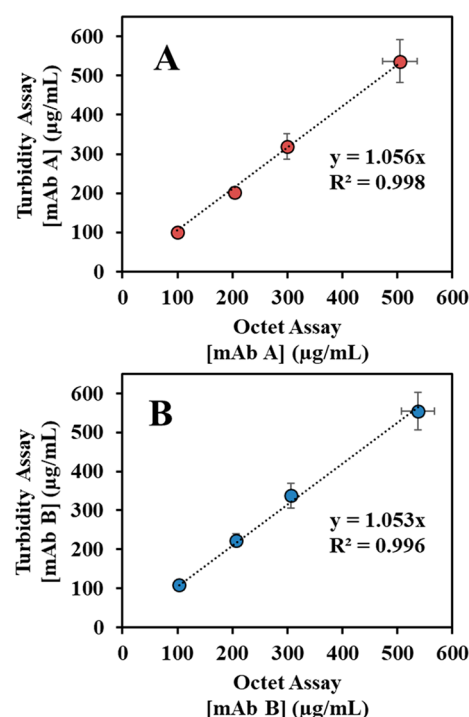 A
600
500
400
300
200
100
0
Turbidity Assay
[mAb A] (µg/mL)
y = 1.056x
R² = 0.998
0 100 200 300 400 500 600
Octet Assay
[mAb A] (µg/mL)
B
600
500
400
300
200
100
0
Turbidity Assay
[mAb B] (µg/mL)
y = 1.053x
R² = 0.996
0 100 200 300 400 500 600
Octet Assay
[mAb B] (µg/mL)